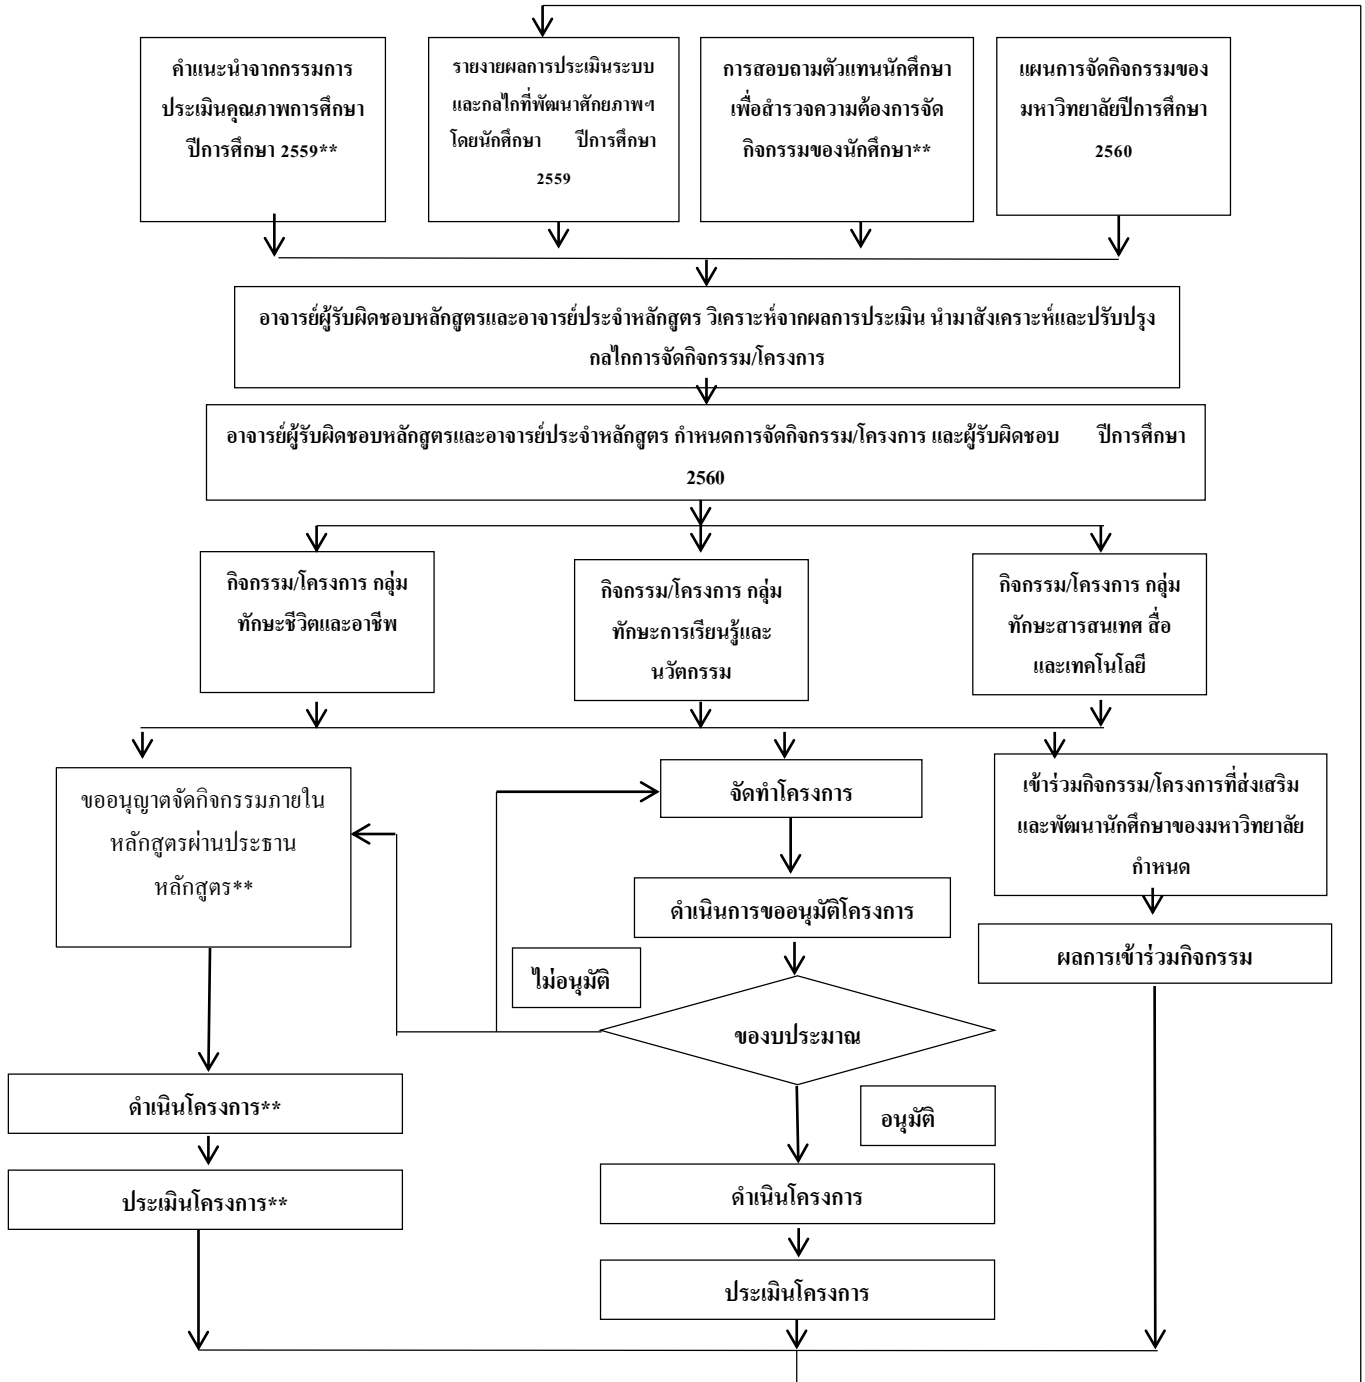 คำแนะนำจากกรรมการ
ประเมินคุณภาพการศึกษา
ปีการศึกษา 2559**
รายงายผลการประเมินระบบ
และกลไกที่พัฒนาศักยภาพฯ
โดยนักศึกษา ปีการศึกษา
2559
การสอบถามตัวแทนนักศึกษา
เพื่อสำรวจความต้องการจัด
กิจกรรมของนักศึกษา**
แผนการจัดกิจกรรมของ
มหาวิทยาลัยปีการศึกษา
2560
อาจารย์ผู้รับผิดชอบหลักสูตรและอาจารย์ประจำหลักสูตร วิเคราะห์จากผลการประเมิน นำมาสังเคราะห์และปรับปรุง
กลไกการจัดกิจกรรม/โครงการ
อาจารย์ผู้รับผิดชอบหลักสูตรและอาจารย์ประจำหลักสูตร กำหนดการจัดกิจกรรม/โครงการ และผู้รับผิดชอบ ปีการศึกษา
2560
กิจกรรม/โครงการ กลุ่ม
ทักษะชีวิตและอาชีพ
กิจกรรม/โครงการ กลุ่ม
ทักษะการเรียนรู้และ
นวัตกรรม
กิจกรรม/โครงการ กลุ่ม
ทักษะสารสนเทศ สื่อ
และเทคโนโลยี
ขออนุญาตจัดกิจกรรมภายใน
หลักสูตรผ่านประธาน
หลักสูตร**
จัดทำโครงการ
เข้าร่วมกิจกรรม/โครงการที่ส่งเสริม
และพัฒนานักศึกษาของมหาวิทยาลัย
กำหนด
ดำเนินการขออนุมัติโครงการ
ผลการเข้าร่วมกิจกรรม
ไม่อนุมัติ
ของบประมาณ
ดำเนินโครงการ**
อนุมัติ
ประเมินโครงการ**
ดำเนินโครงการ
ประเมินโครงการ